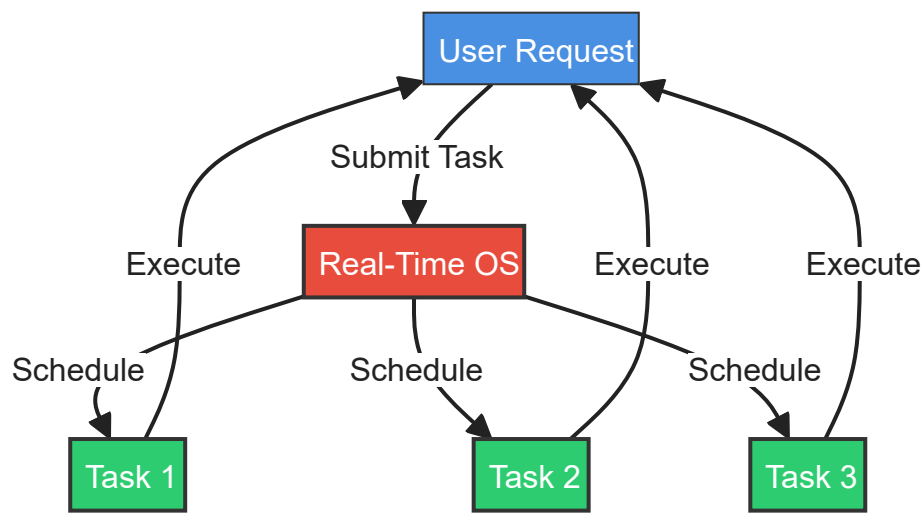 User Request
Submit Task
Execute
Real-Time OS
Execute
Execute
Schedule
Schedule
Schedule
Task 1
Task 2
Task 3